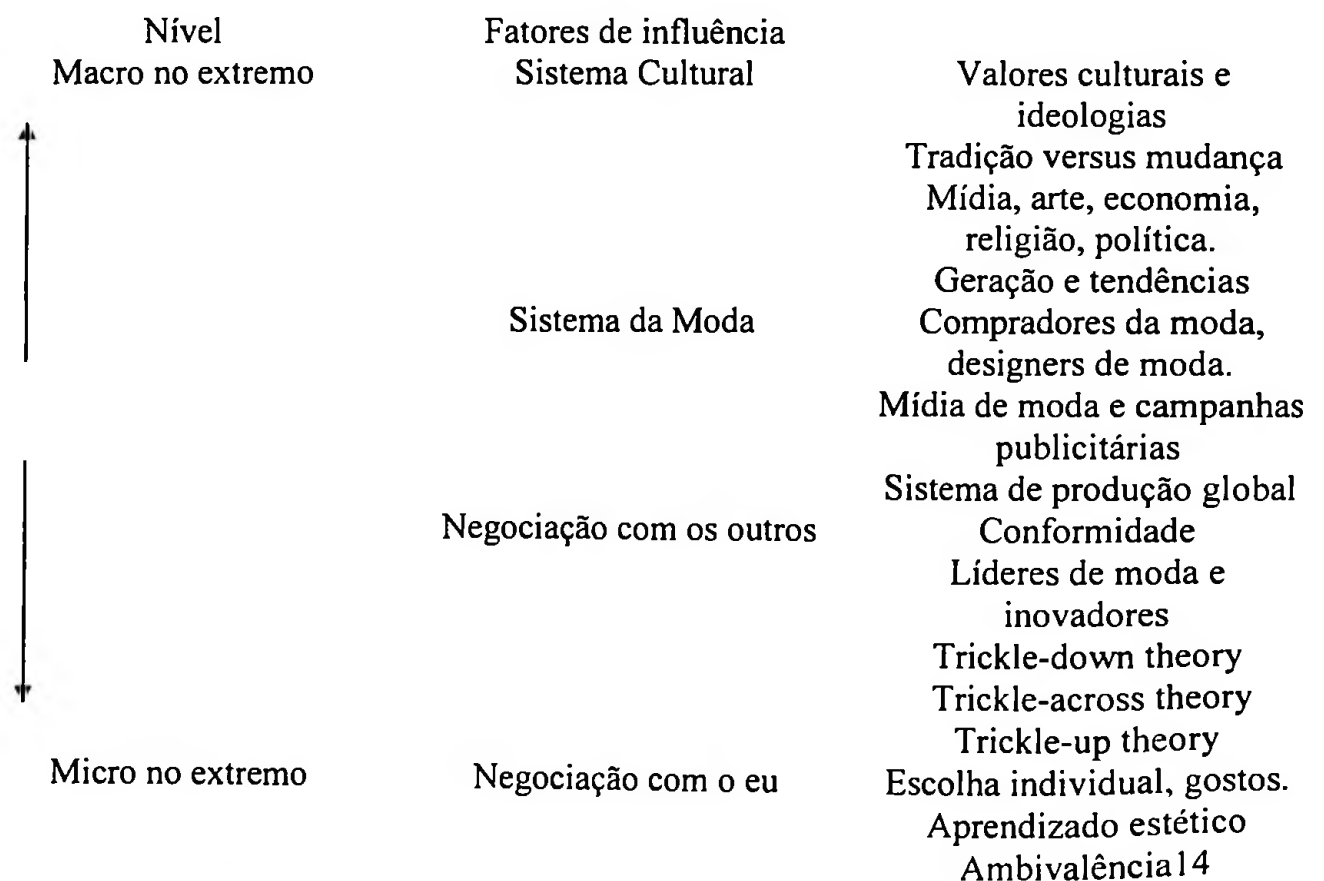 Nível
Macro no extremo
Fatores de influência
Sistema Cultural
Valores culturais e
ideologias
Tradição versus mudança
Mídia, arte, economia,
religião, política.
Sistema da Moda
Geração e tendências
Compradores da moda,
designers de moda.
Mídia de moda e campanhas
publicitárias
Sistema de produção global
Negociação com os outros
Conformidade
Líderes de moda e
inovadores
Trickle-down theory
Trickle-across theory
Trickle-up theory
Micro no extremo
Negociação com o eu
Escolha individual, gostos.
Aprendizado estético
Ambivalência14